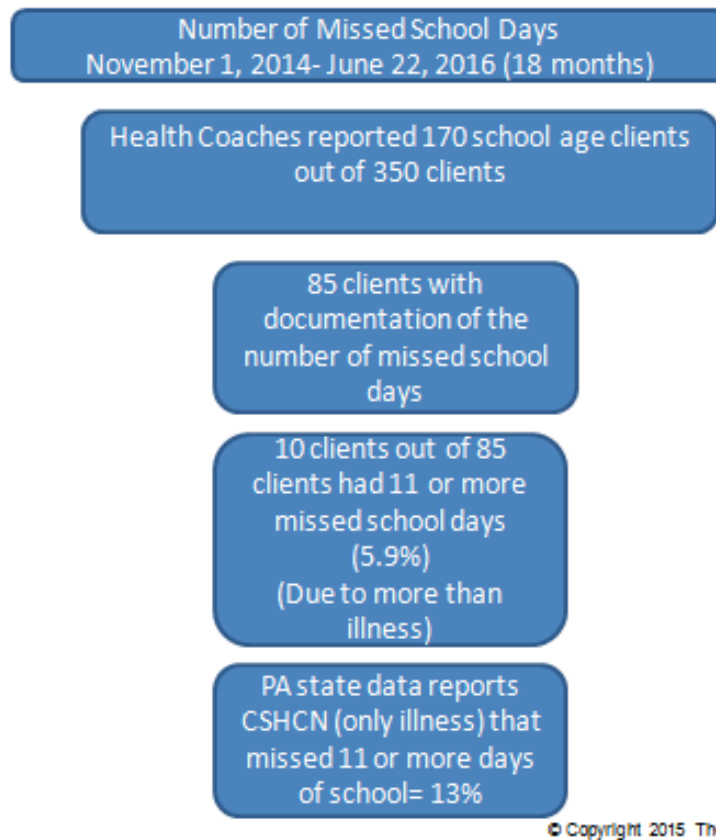 Number of Missed School Days
November 1, 2014- June 22, 2016 (18 months)
Health Coaches reported 170 school age clients
out of 350 clients
85 clients with
documentation of the
number of missed school
days
10 clients out of 85
clients had 11 or more
missed school days
(5.9%)
(Due to more than
illness)
PA state data reports
CSHCN (only illness) that
missed 11 or more days
of school= 13%
© Copyright 2015